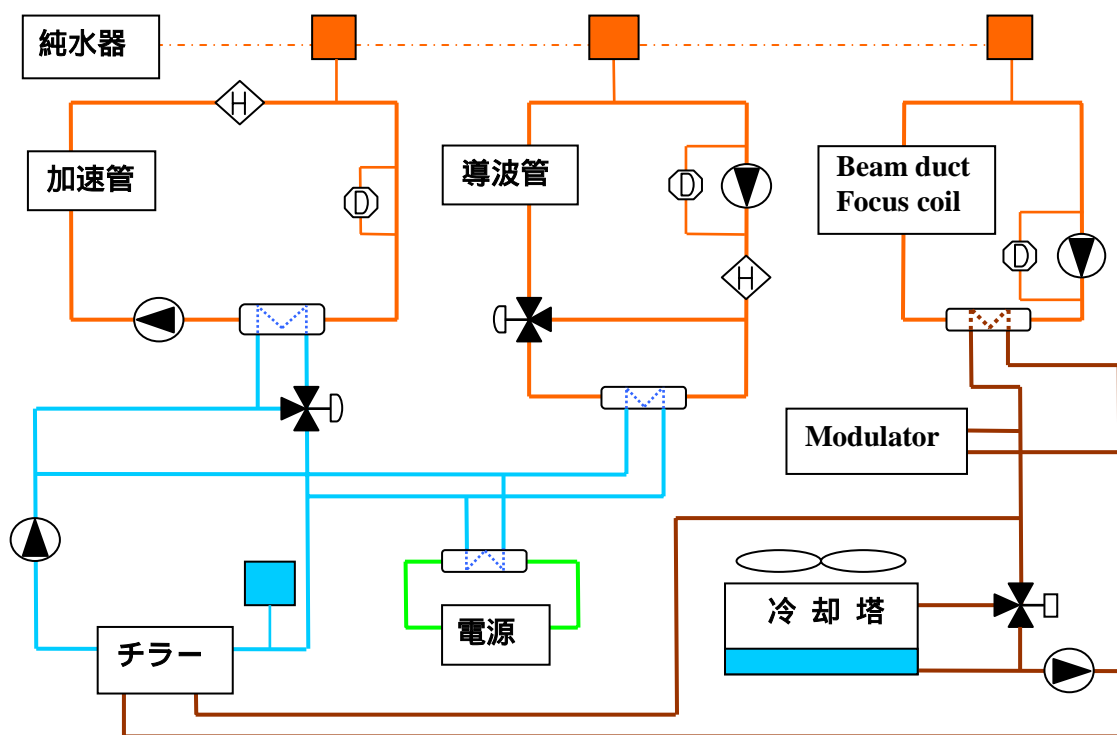 純水器
H
加速管
D
導波管
D
H
Beam duct
Focus coil
D
Modulator
冷 却 塔
電源
チラー